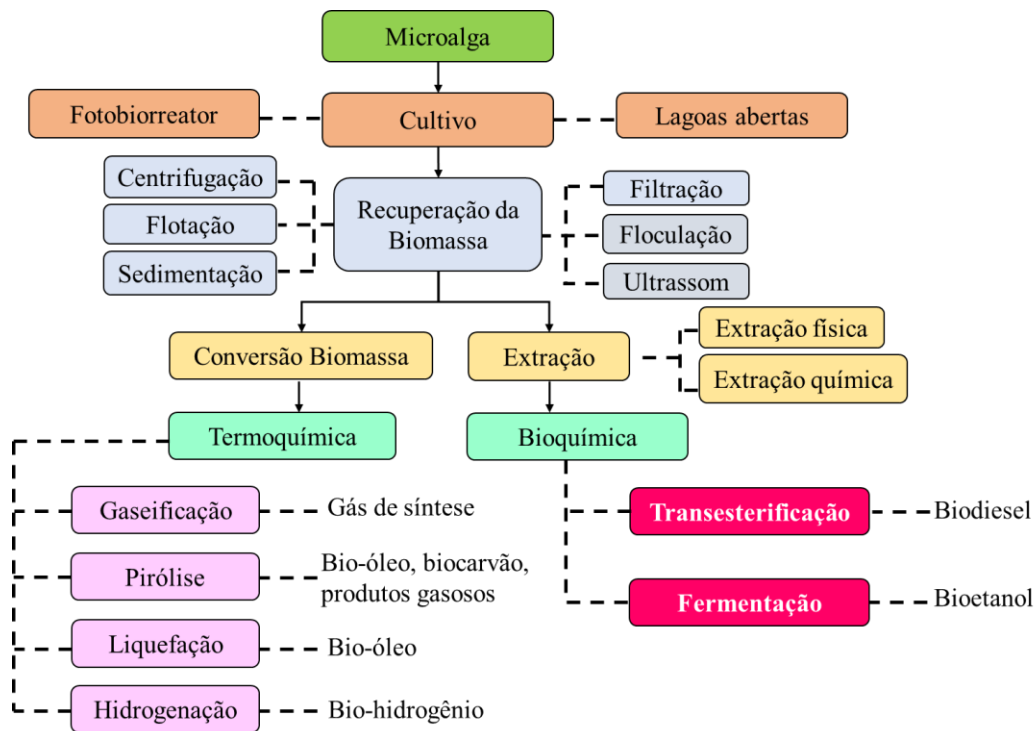 Microalga
Fotobiorreator
Cultivo
Lagoas abertas
Centrifugação
Flotação
Sedimentação
Recuperação da
Biomassa
Filtração
Floculação
Ultrassom
Conversão Biomassa
Extração
Extração física
Extração química
Termoquímica
Bioquímica
Gaseificação
Gás de síntese
Pirólise
Bio-óleo, biocarvão,
produtos gasosos
Liquefação
Bio-óleo
Hidrogenação
Bio-hidrogênio
Transesterificação
Biodiesel
Fermentação
Bioetanol